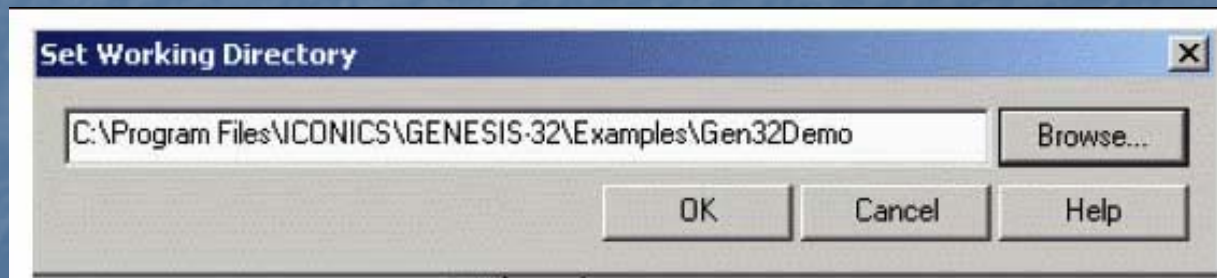 Set Working Directory
C:\Program Files\ICONICS\GENESIS-32\Examples\Gen32Demo
Browse...
OK
Cancel
Help